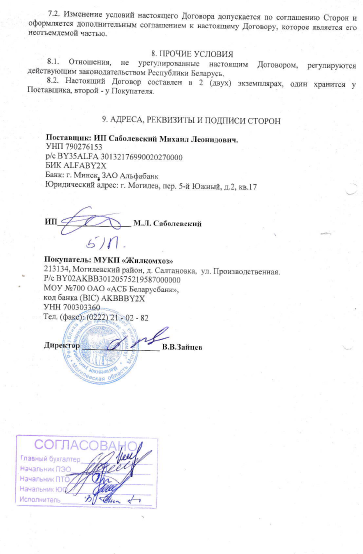 7.2. Изменение условий настоящего Договора допускается по соглашению Сторон и
оформляется дополнительным соглашением к настоящему Договору, которое является его
неотъемлемой частью.
8. ПРОЧИЕ УСЛОВИЯ
8.1. Отношения, не урегулированные настоящим Договором, регулируются
действующим законодательством Республики Беларусь.
8.2. Настоящий Договор составлен в 2 (двух) экземплярах, один хранится у
Поставщика, второй - у Покупателя.
9. АДРЕСА, РЕКВИЗИТЫ И ПОДПИСИ СТОРОН
Поставщик: ИП Саболевский Михаил Леонидович.
УНП 790276153
р/с BY35ALFA 30132176990020270000
БИК ALFABY2X
Банк: г. Минск, ЗАО Альфабанк
Юридический адрес: г. Могилев, пер. 5-й Южный, д.2, кв.17
ИП М.Л. Саболевский
Б/П.
Покупатель: МУКП «Жилкомхоз»
213134, Могилевский район, д. Салтановка, ул. Производственная.
Р/с BY02AKBB30120575219587000000
МОУ №700 ОАО «АСБ Беларусбанк»,
код банка (BIC) AKBBBY2X
УНН 700303360
Тел. (факс): (0222) 21 - 02 - 82
Директор В.В.Зайцев
СОГЛАСОВАНО
Главный бухгалтер
Начальник ПЭО
Начальник ПТО
Начальник ЮО
Исполнитель